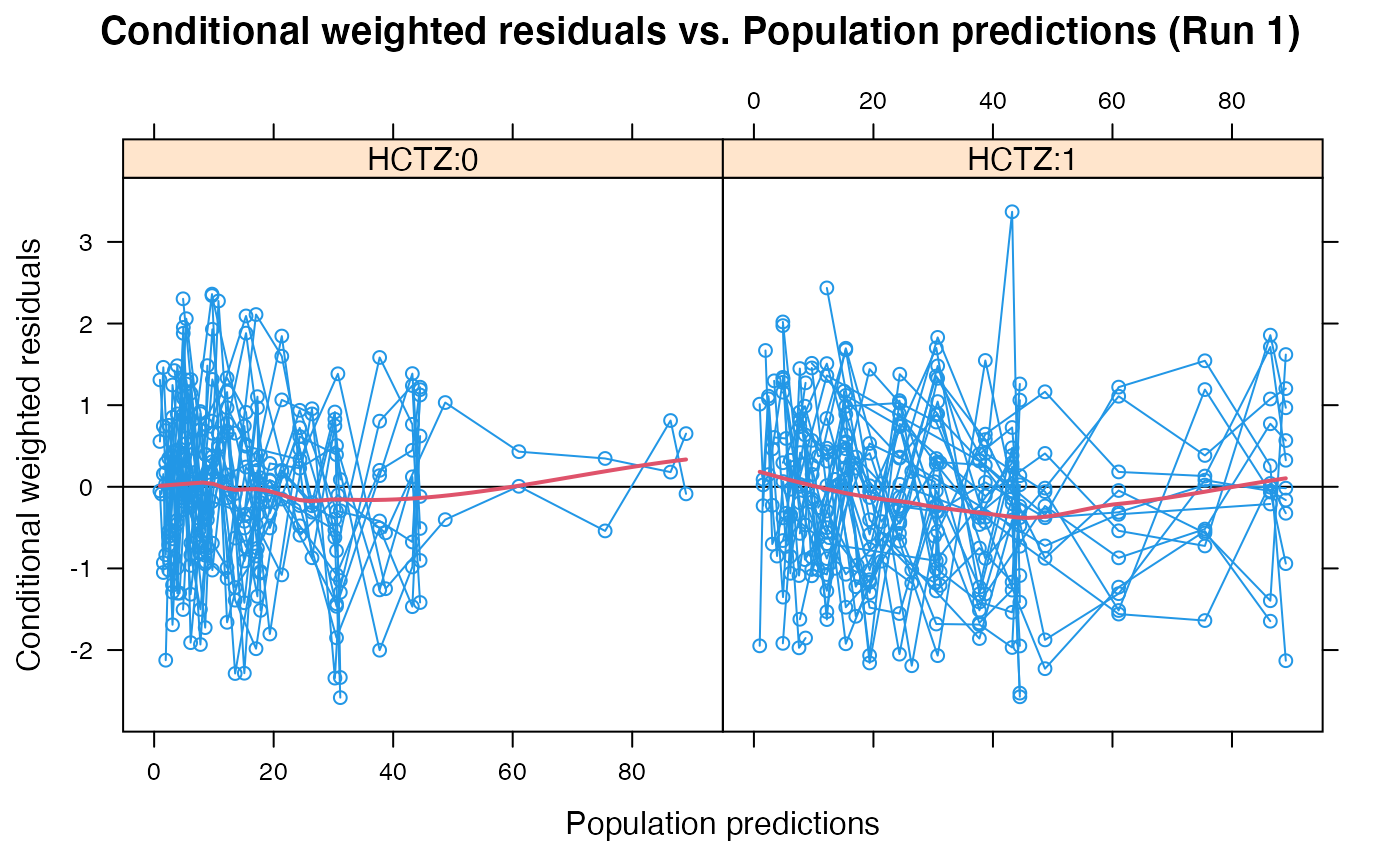 Conditional weighted residuals vs. Population predictions (Run 1)
0 20 40 60 80
HCTZ:0 HCTZ:1
Conditional weighted residuals
3
2
1
0
-1
-2
0 20 40 60 80
Population predictions